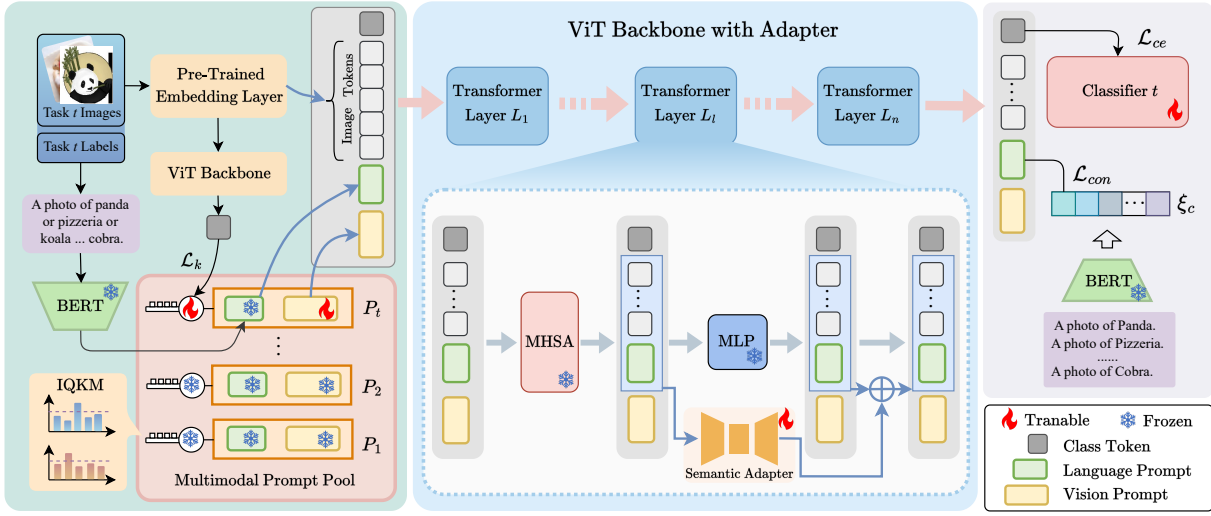 Task t Images
Task t Labels
A photo of panda
or pizzeria or
koala ... cobra.
BERT
Pre-Trained
Embedding Layer
ViT Backbone
ℒk
Image Tokens
Pt
⋮
P2
P1
IQKM
Multimodal Prompt Pool
ViT Backbone with Adapter
Transformer
Layer L1
Transformer
Layer Ll
Transformer
Layer Ln
MHSA
MLP
Semantic Adapter
ℒce
Classifier t
ℒcon
...
ξc
BERT
A photo of Panda.
A photo of Pizzeria.
......
A photo of Cobra.
Tranable
Frozen
Class Token
Language Prompt
Vision Prompt